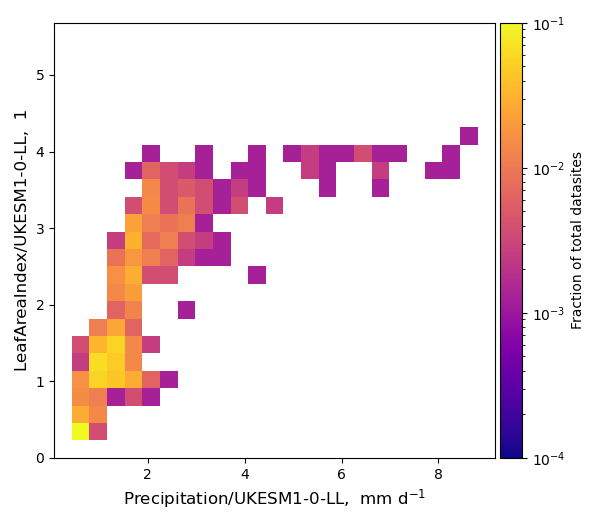 10⁻¹
5
4
10⁻²
3
LeafAreaIndex/UKESM1-0-LL,  1
Fraction of total datasites
2
10⁻³
1
0
10⁻⁴
2 4 6 8
Precipitation/UKESM1-0-LL,  mm d⁻¹